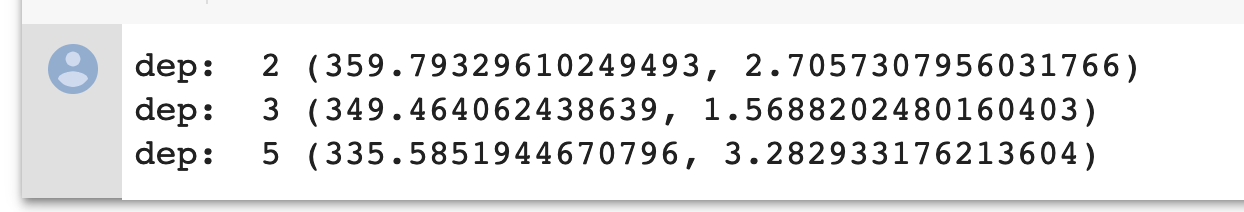 dep:  2 (359.79329610249493, 2.7057307956031766)
dep:  3 (349.464062438639, 1.5688202480160403)
dep:  5 (335.5851944670796, 3.282933176213604)